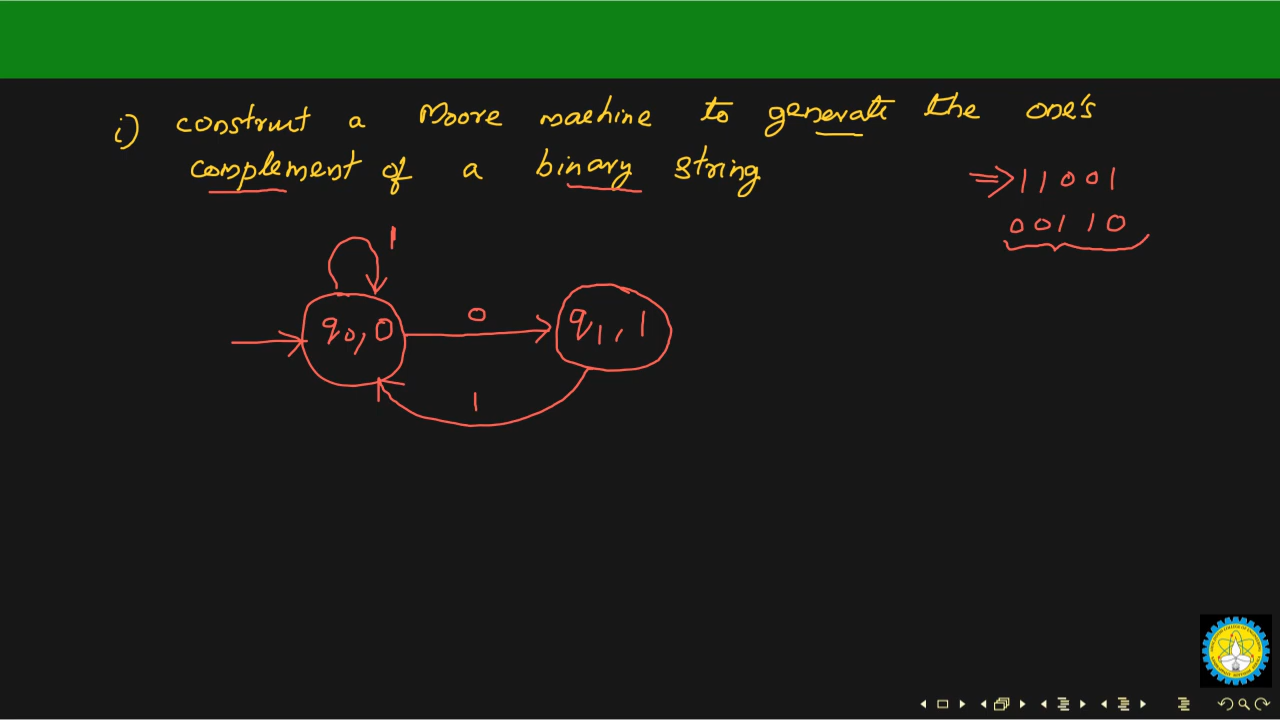 i) construct a Moore machine to generate the one's
complement of a binary string
⇒ 1 1 0 0 1
0 0 1 1 0
1
q0, 0
0
q1, 1
1